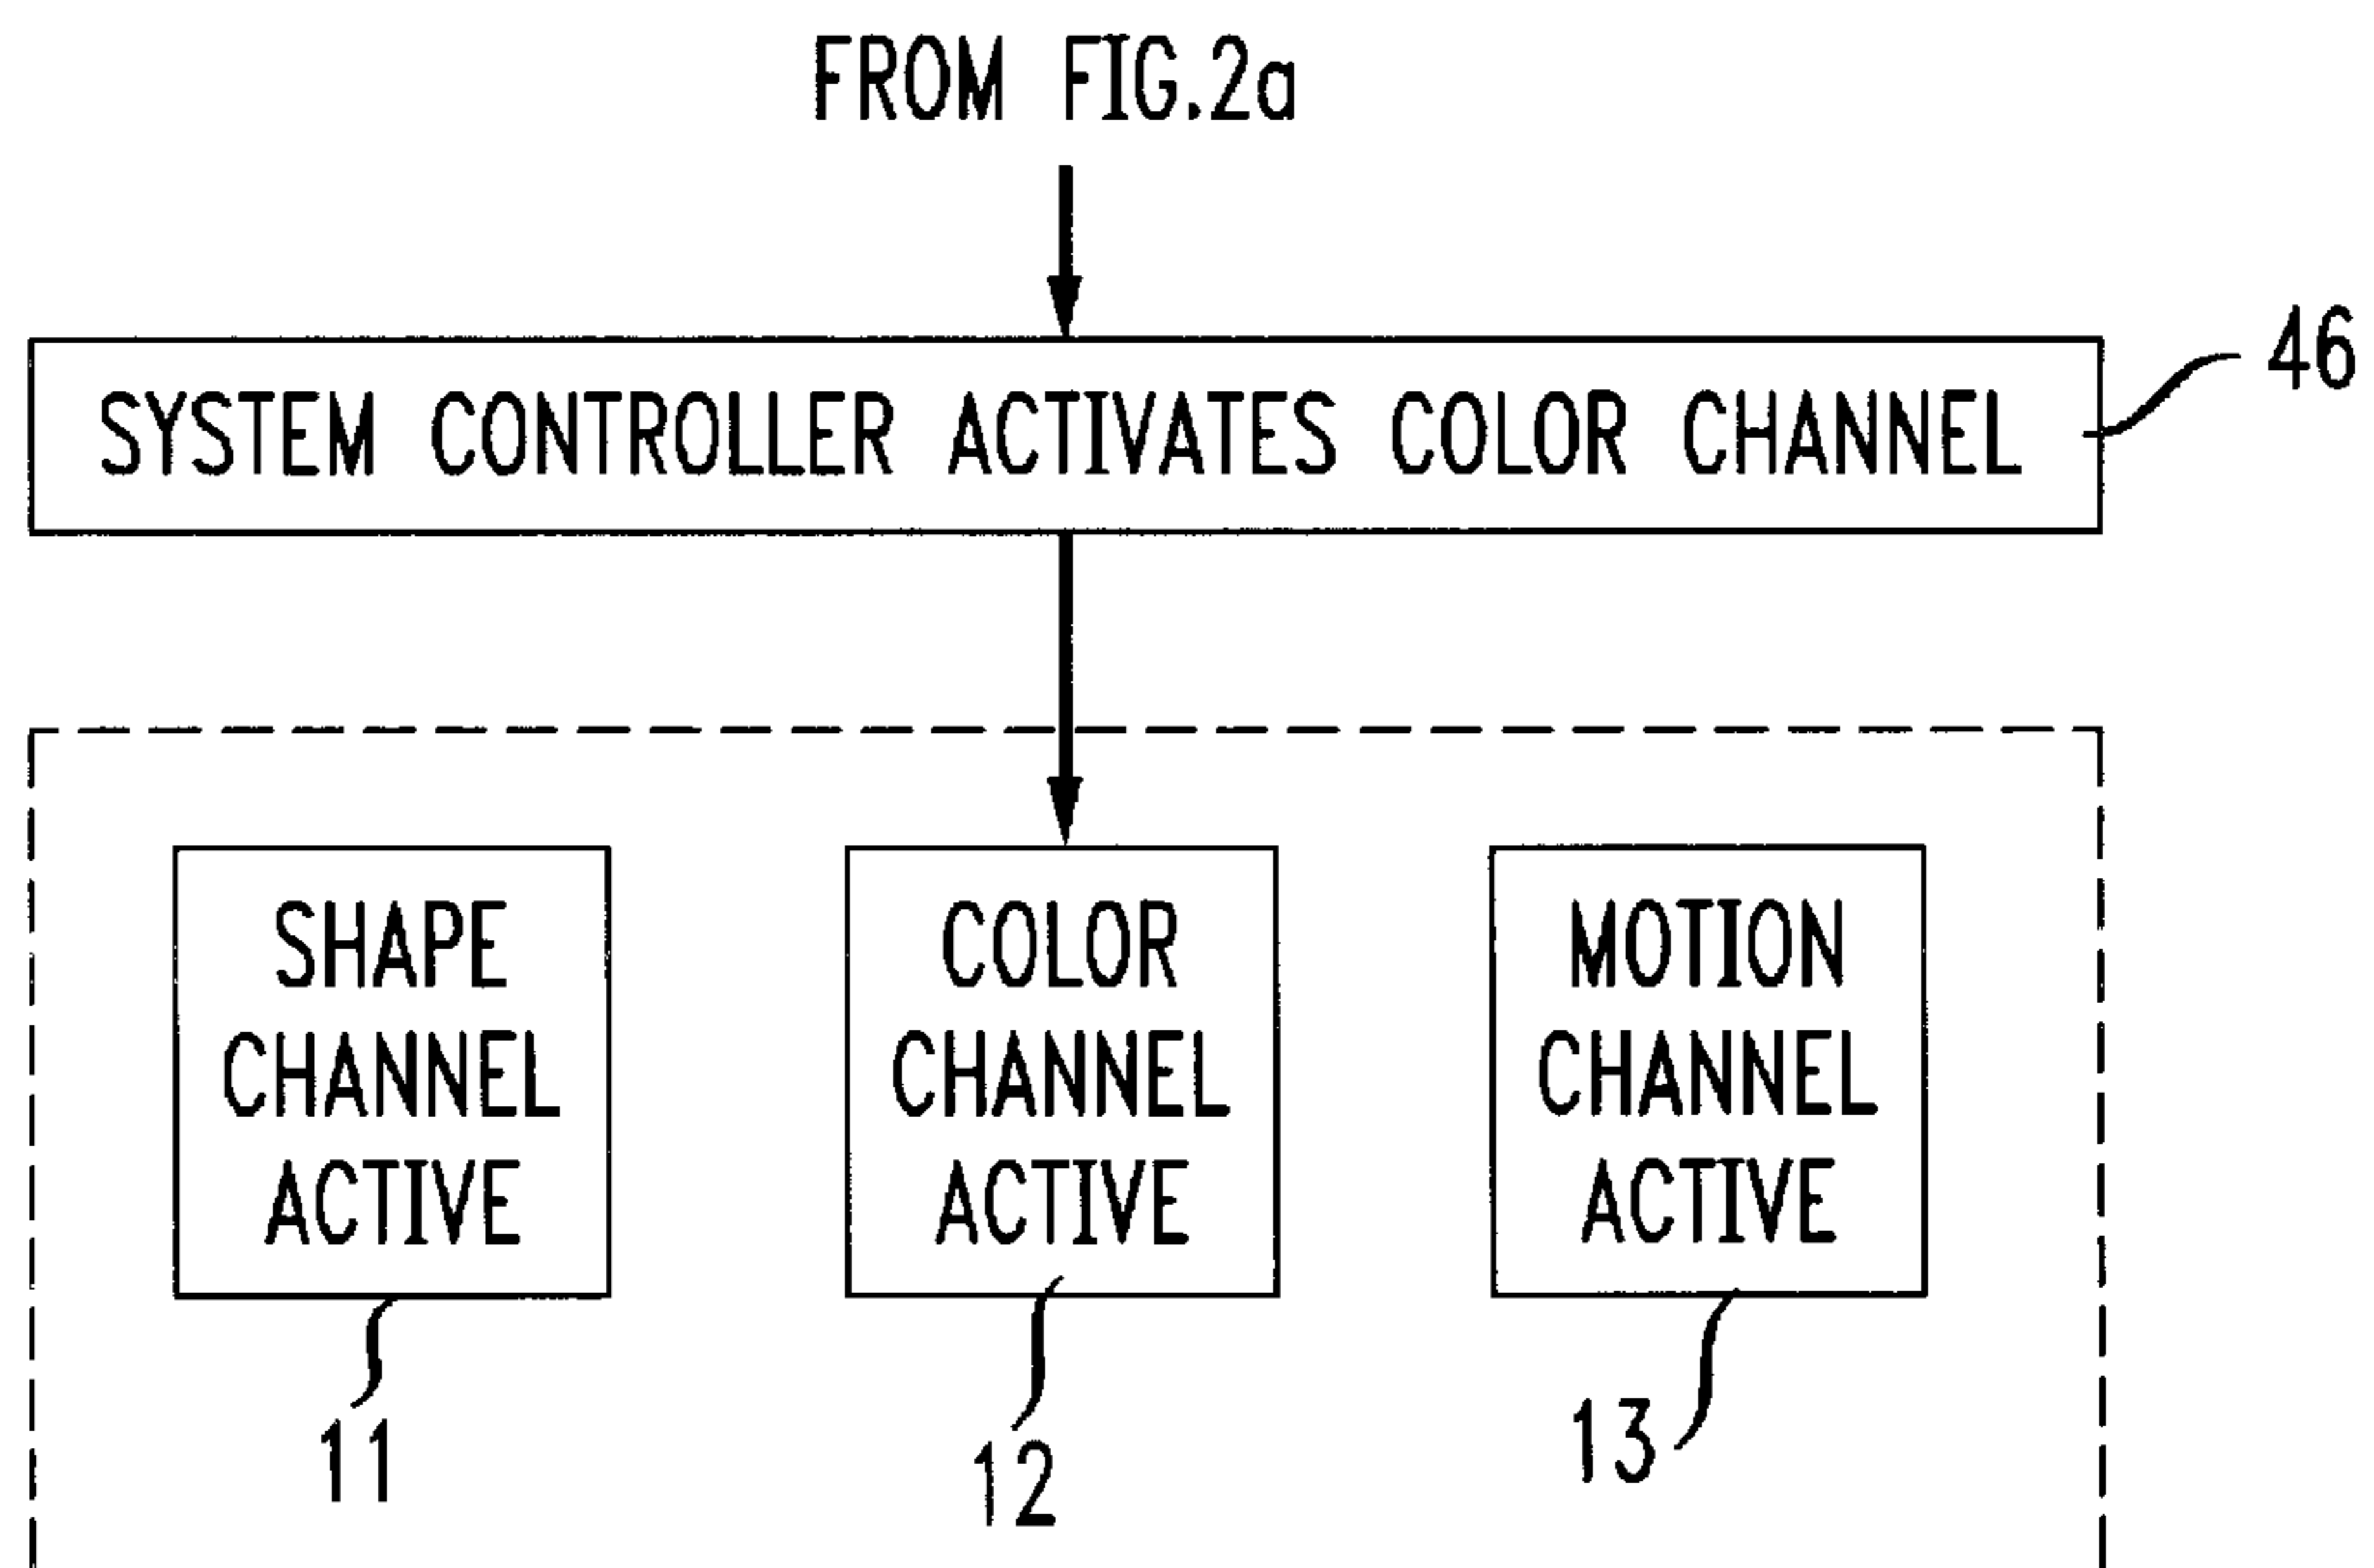 FROM FIG.2a
46
SYSTEM CONTROLLER ACTIVATES COLOR CHANNEL
SHAPE
CHANNEL
ACTIVE
COLOR
CHANNEL
ACTIVE
MOTION
CHANNEL
ACTIVE
11
12
13